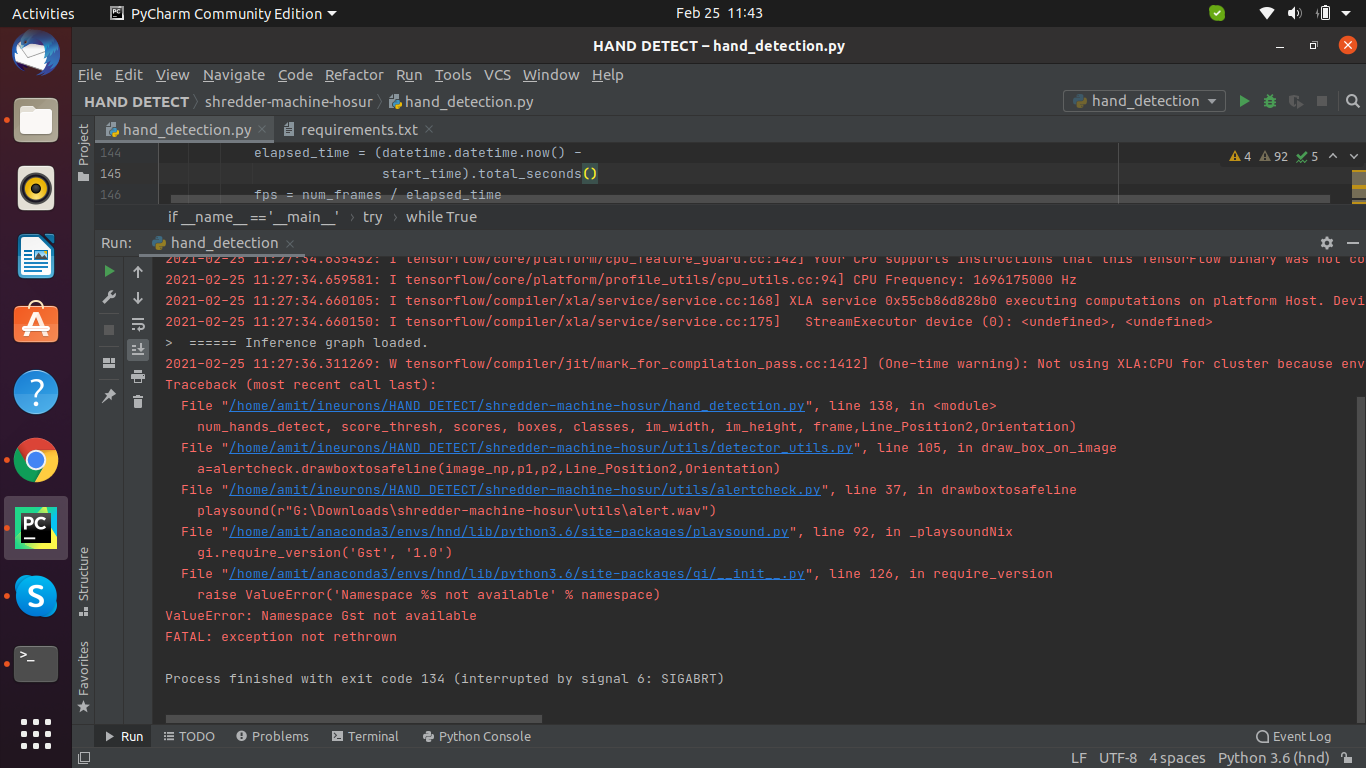 Activities PyCharm Community Edition Feb 25 11:43
HAND DETECT – hand_detection.py
File Edit View Navigate Code Refactor Run Tools VCS Window Help
HAND DETECT shredder-machine-hosur hand_detection.py hand_detection
hand_detection.py requirements.txt
Project
144 elapsed_time = (datetime.datetime.now() -
4 92 5
145 start_time).total_seconds()
146 fps = num_frames / elapsed_time
if __name__=='__main__' › try › while True
Run: hand_detection
2021-02-25 11:27:34.635452: I tensorflow/core/platform/cpu_feature_guard.cc:142] Your CPU supports instructions that this TensorFlow binary was not co
2021-02-25 11:27:34.659581: I tensorflow/core/platform/profile_utils/cpu_utils.cc:94] CPU Frequency: 1696175000 Hz
2021-02-25 11:27:34.660105: I tensorflow/compiler/xla/service/service.cc:168] XLA service 0x55cb86d828b0 executing computations on platform Host. Devi
2021-02-25 11:27:34.660150: I tensorflow/compiler/xla/service/service.cc:175]   StreamExecutor device (0): <undefined>, <undefined>
>  ====== Inference graph loaded.
2021-02-25 11:27:36.311269: W tensorflow/compiler/jit/mark_for_compilation_pass.cc:1412] (One-time warning): Not using XLA:CPU for cluster because env
Traceback (most recent call last):
File "/home/amit/ineurons/HAND DETECT/shredder-machine-hosur/hand_detection.py", line 138, in <module>
num_hands_detect, score_thresh, scores, boxes, classes, im_width, im_height, frame,Line_Position2,Orientation)
File "/home/amit/ineurons/HAND DETECT/shredder-machine-hosur/utils/detector_utils.py", line 105, in draw_box_on_image
a=alertcheck.drawboxtosafeline(image_np,p1,p2,Line_Position2,Orientation)
File "/home/amit/ineurons/HAND DETECT/shredder-machine-hosur/utils/alertcheck.py", line 37, in drawboxtosafeline
playsound(r"G:\Downloads\shredder-machine-hosur\utils\alert.wav")
File "/home/amit/anaconda3/envs/hnd/lib/python3.6/site-packages/playsound.py", line 92, in _playsoundNix
gi.require_version('Gst', '1.0')
File "/home/amit/anaconda3/envs/hnd/lib/python3.6/site-packages/gi/__init__.py", line 126, in require_version
raise ValueError('Namespace %s not available' % namespace)
ValueError: Namespace Gst not available
FATAL: exception not rethrown
Process finished with exit code 134 (interrupted by signal 6: SIGABRT)
Structure
Favorites
Run TODO Problems Terminal Python Console Event Log
LF UTF-8 4 spaces Python 3.6 (hnd)